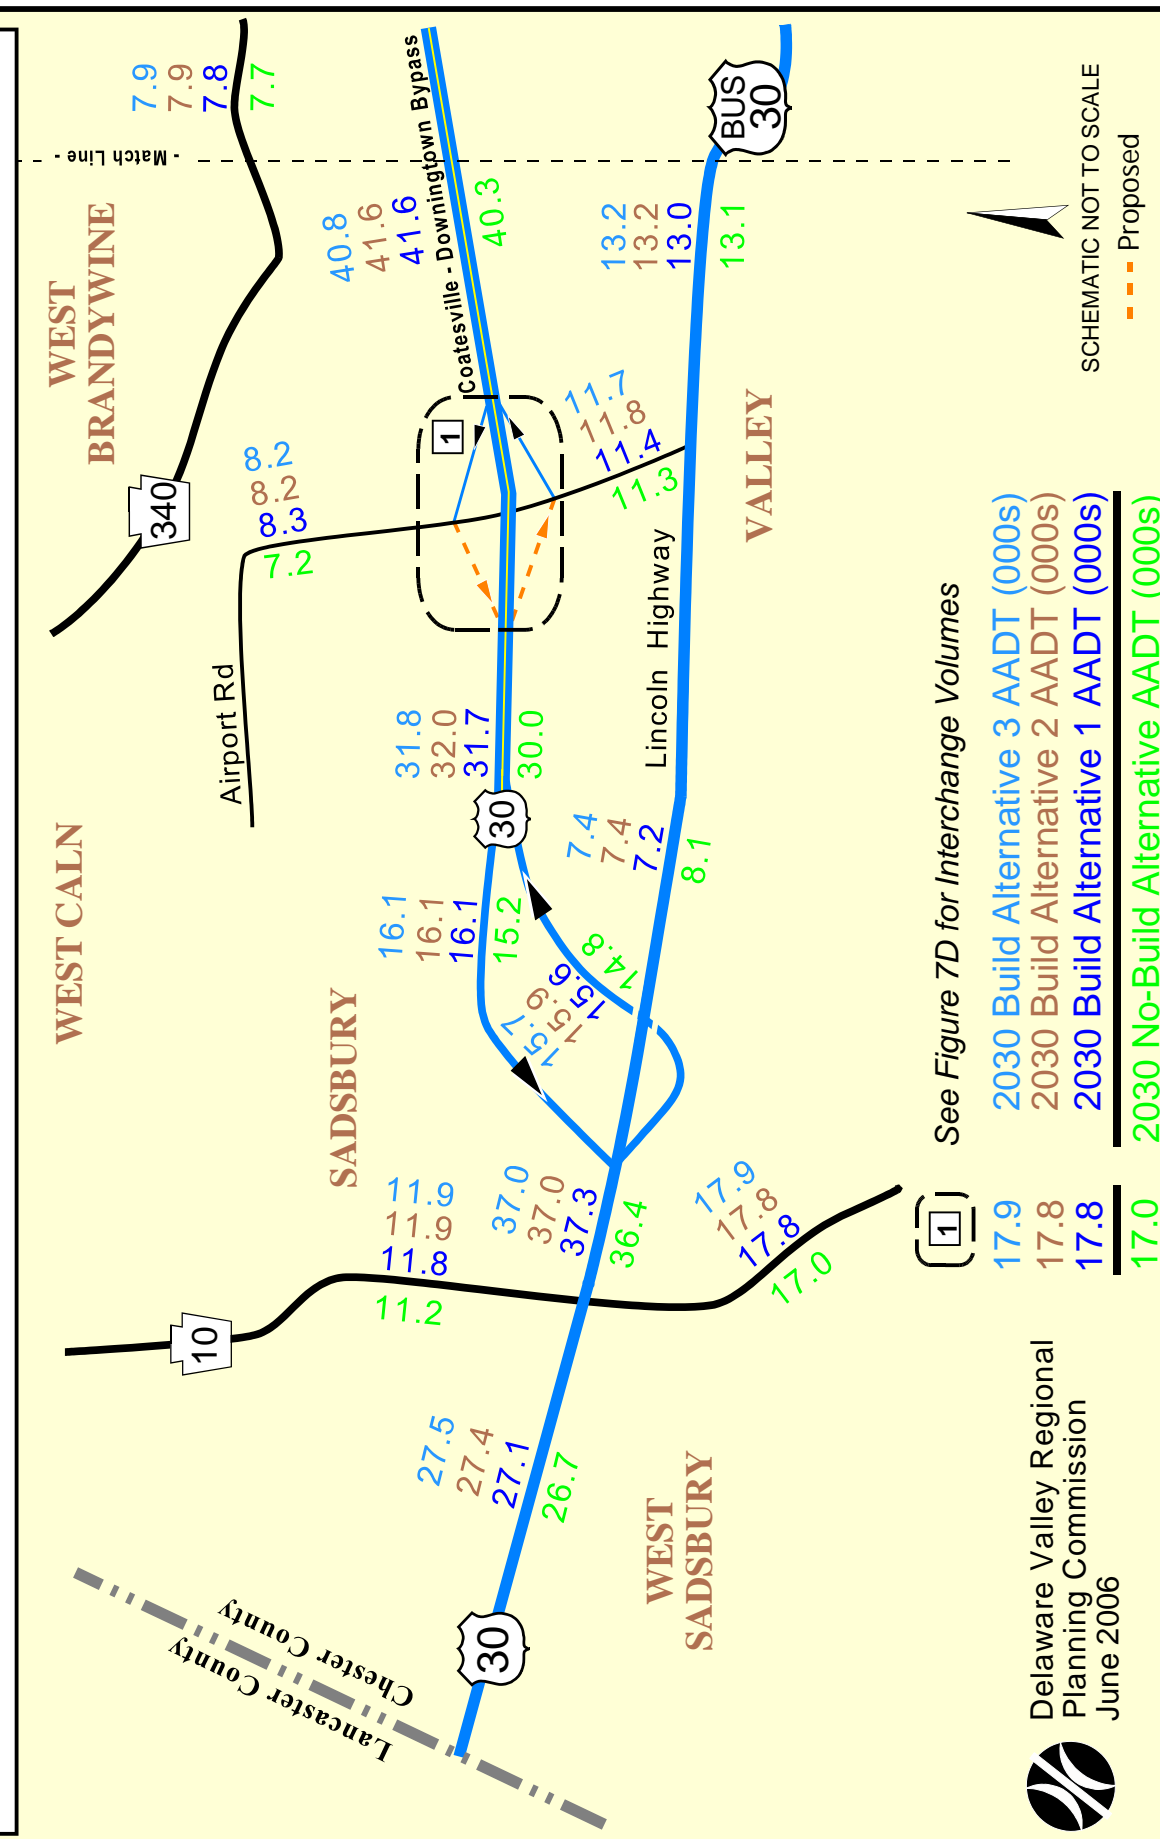 7.9
7.9
7.8
7.7
- Match Line -
WEST
BRANDYWINE
340
8.2
8.2
8.3
7.2
Airport Rd
WEST CALN
40.8
41.6
41.6
40.3
Coatesville - Downingtown Bypass
1
11.7
11.8
11.4
11.3
13.2
13.2
13.0
13.1
BUS
30
VALLEY
Lincoln Highway
31.8
32.0
31.7
30.0
30
7.4
7.4
7.2
8.1
16.1
16.1
16.1
15.2
15.7
15.9
15.6
14.8
SADSBURY
11.9
11.9
11.8
11.2
10
37.0
37.0
37.3
36.4
17.9
17.8
17.8
17.0
27.5
27.4
27.1
26.7
WEST
SADSBURY
30
Chester County
Lancaster County
SCHEMATIC NOT TO SCALE
Proposed
1 See Figure 7D for Interchange Volumes
17.9 2030 Build Alternative 3 AADT (000s)
17.8 2030 Build Alternative 2 AADT (000s)
17.8 2030 Build Alternative 1 AADT (000s)
17.0 2030 No-Build Alternative AADT (000s)
Delaware Valley Regional
Planning Commission
June 2006